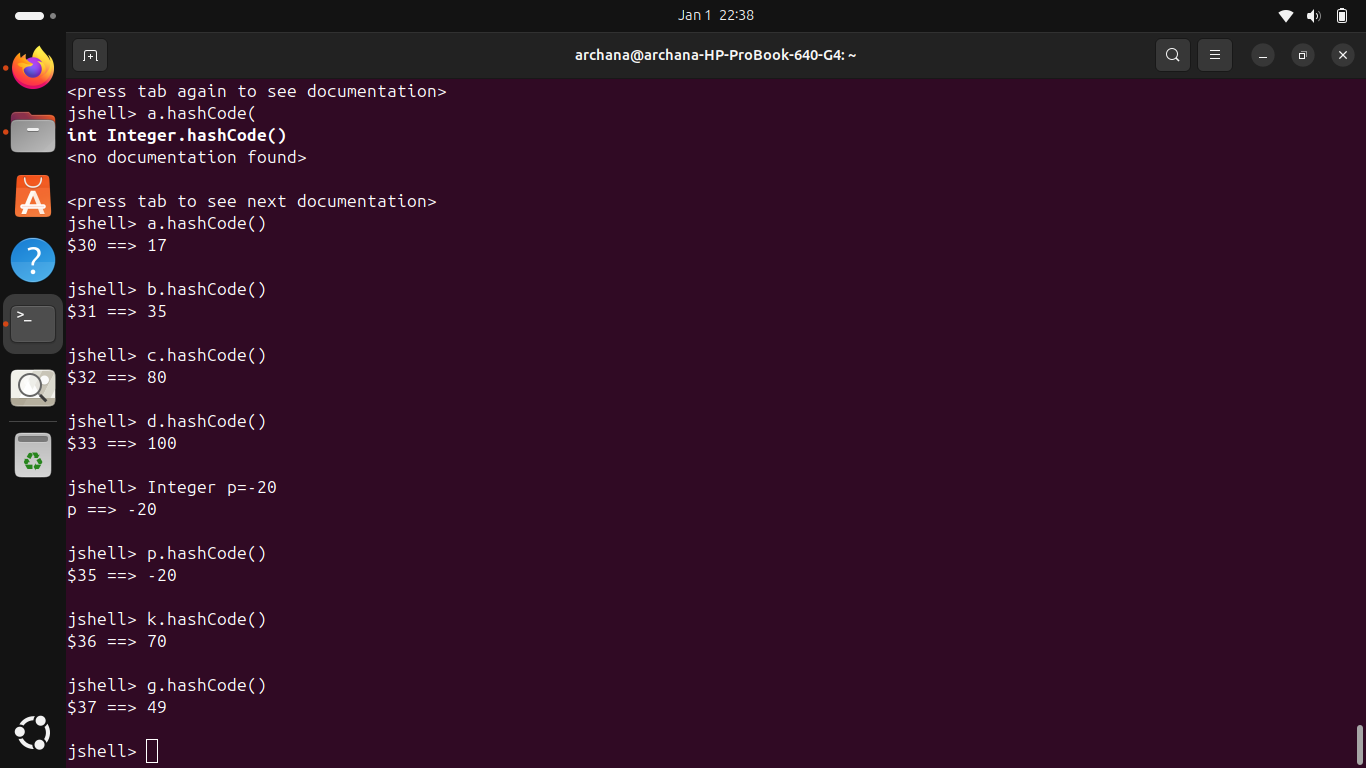 Jan 1 22:38
archana@archana-HP-ProBook-640-G4: ~
<press tab again to see documentation>
jshell> a.hashCode(
int Integer.hashCode()
<no documentation found>
<press tab to see next documentation>
jshell> a.hashCode()
$30 ==> 17
jshell> b.hashCode()
$31 ==> 35
jshell> c.hashCode()
$32 ==> 80
jshell> d.hashCode()
$33 ==> 100
jshell> Integer p=-20
p ==> -20
jshell> p.hashCode()
$35 ==> -20
jshell> k.hashCode()
$36 ==> 70
jshell> g.hashCode()
$37 ==> 49
jshell>